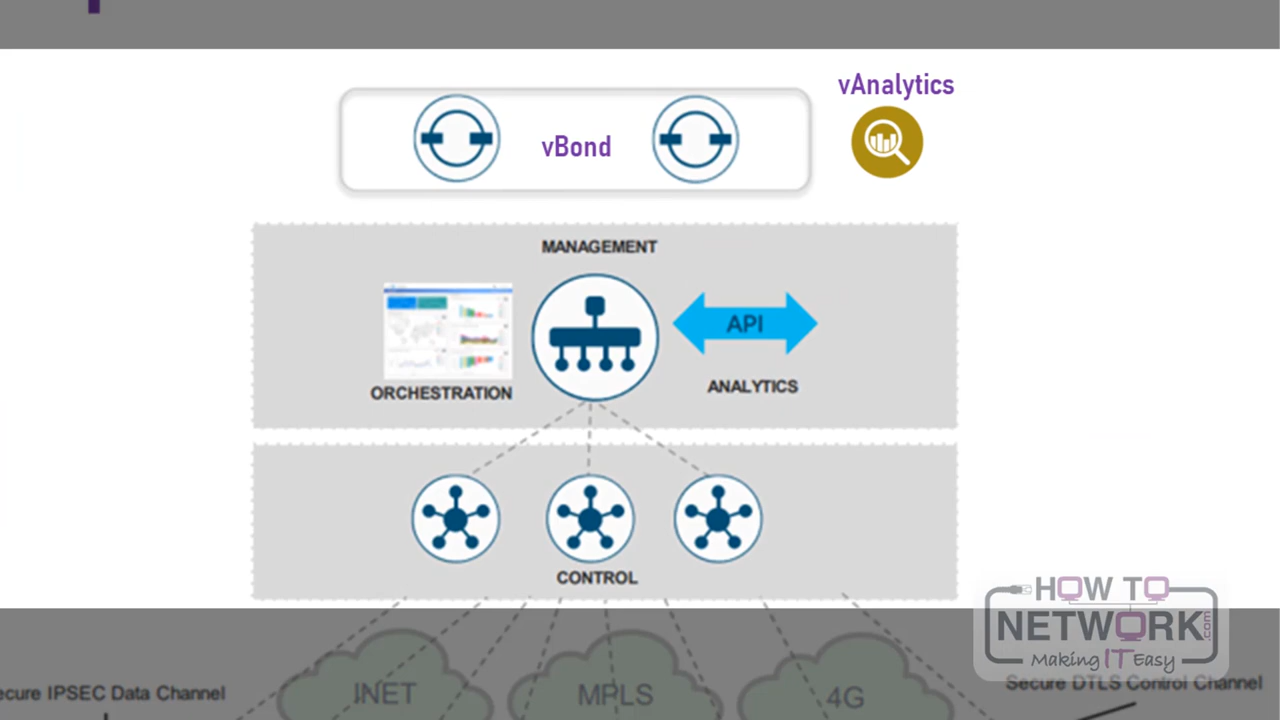 vAnalytics
vBond
MANAGEMENT
API
ORCHESTRATION
ANALYTICS
CONTROL
HOW TO
NETWORK.com
Making IT Easy
INET
MPLS
4G
ecure IPSEC Data Channel
Secure DTLS Control Channel